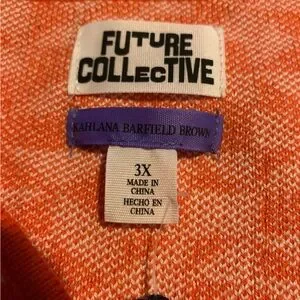 FUTURE
COLLECTIVE
KAHLANA BARFIELD BROWN
3X
MADE IN
CHINA
HECHO EN
CHINA